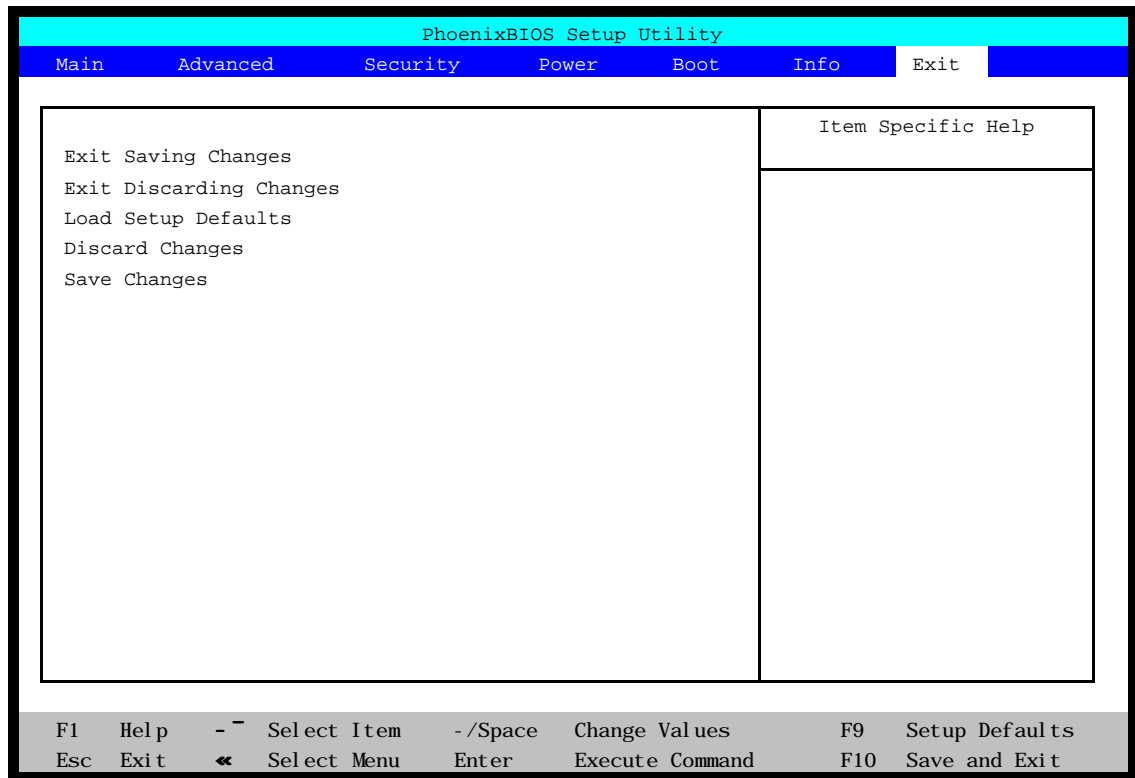 PhoenixBIOS Setup Utility
Main Advanced Security Power Boot Info Exit
Item Specific Help
Exit Saving Changes
Exit Discarding Changes
Load Setup Defaults
Discard Changes
Save Changes
F1 Help -¯ Select Item -/Space Change Values F9 Setup Defaults
Esc Exit « Select Menu Enter Execute Command F10 Save and Exit